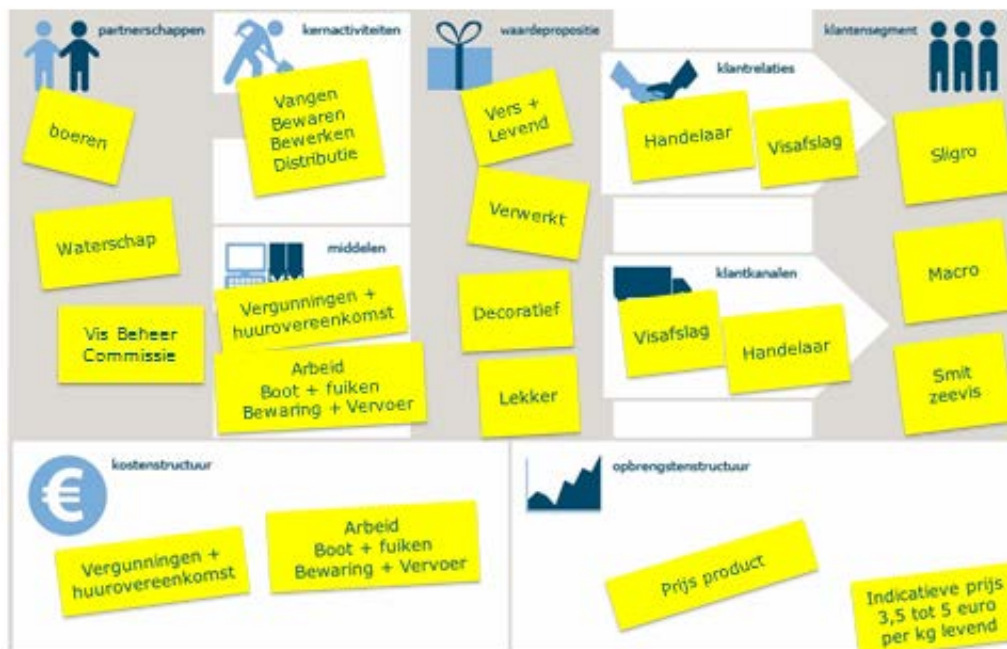 partnerschappen
boeren
Waterschap
Vis Beheer
Commissie
kernactiviteiten
Vangen
Bewaren
Bewerken
Distributie
middelen
Vergunningen +
huurovereenkomst
Arbeid
Boot + fuiken
Bewaring + Vervoer
waardepropositie
Vers +
Levend
Verwerkt
Decoratief
Lekker
klantrelaties
Handelaar
Visafslag
klantkanalen
Visafslag
Handelaar
klantensegment
Sligro
Macro
Smit
zeevis
kostenstructuur
€
Vergunningen +
huurovereenkomst
Arbeid
Boot + fuiken
Bewaring + Vervoer
opbrengstenstructuur
Prijs product
Indicatieve prijs
3,5 tot 5 euro
per kg levend